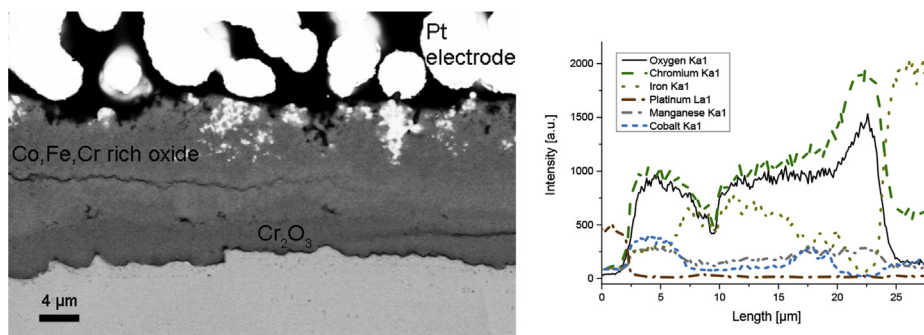 Pt
electrode
Co,Fe,Cr rich oxide
Cr₂O₃
4 µm
Oxygen Ka1
Chromium Ka1
Iron Ka1
Platinum La1
Manganese Ka1
Cobalt Ka1
Intensity [a.u.]
2000
1500
1000
500
0
0
5
10
15
20
25
Length [µm]